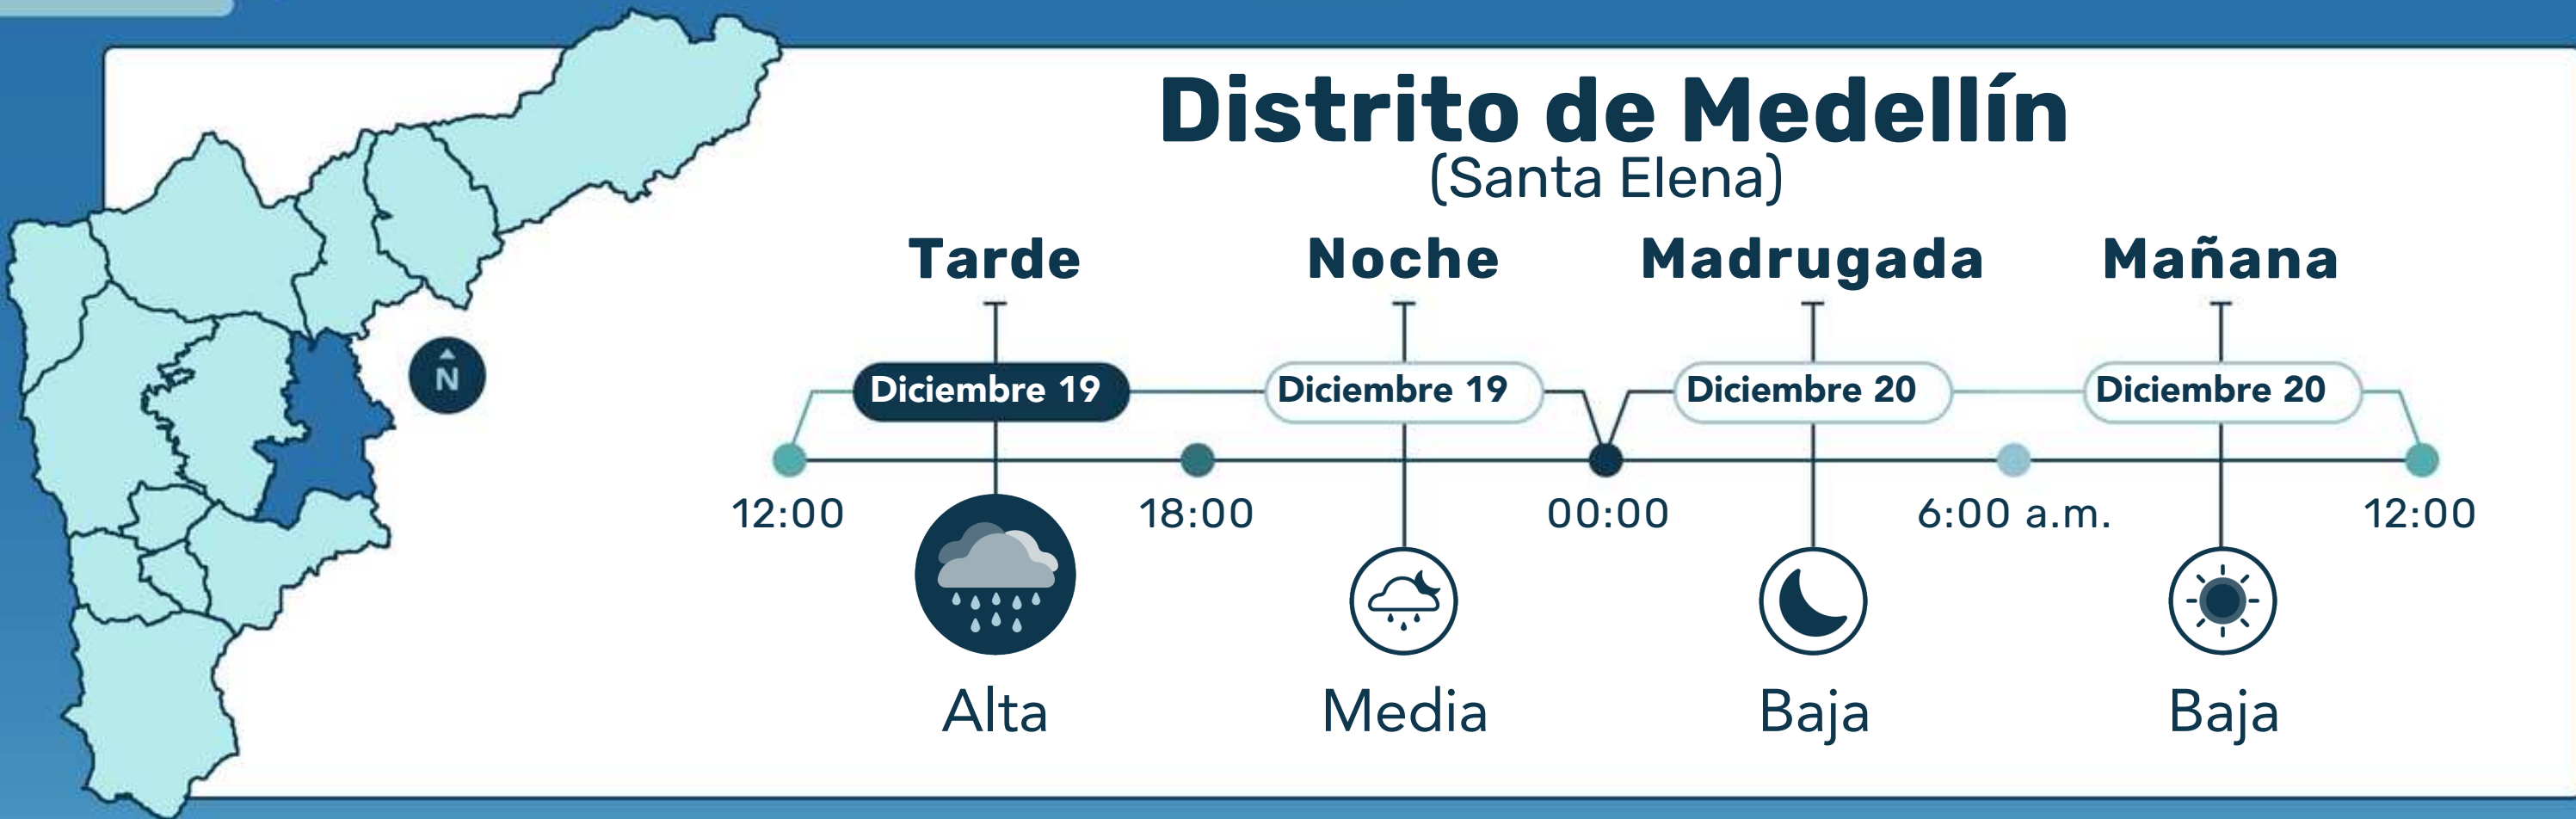 Distrito de Medellín
(Santa Elena)
Tarde Noche Madrugada Mañana
Diciembre 19 Diciembre 19 Diciembre 20 Diciembre 20
N
12:00 18:00 00:00 6:00 a.m. 12:00
Alta Media Baja Baja